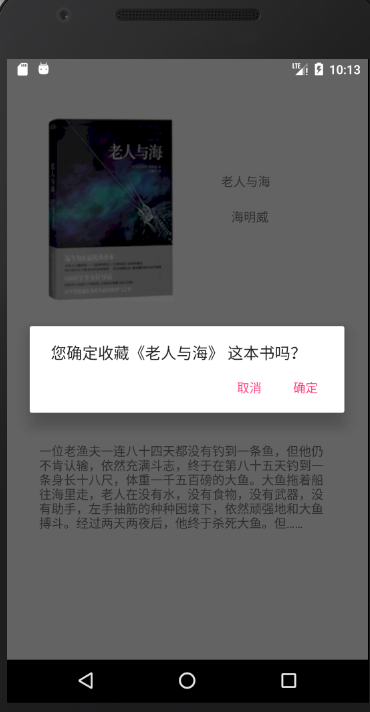 LTE 10:13
老人与海
老人与海
海明威
您确定收藏《老人与海》 这本书吗？
取消 确定
一位老渔夫一连八十四天都没有钓到一条鱼，但他仍
不肯认输，依然充满斗志，终于在第八十五天钓到一
条身长十八尺，体重一千五百磅的大鱼。大鱼拖着船
往海里走，老人在没有水，没有食物，没有武器，没
有助手，左手抽筋的种种困境下，依然顽强地和大鱼
搏斗。经过两天两夜后，他终于杀死大鱼。但......